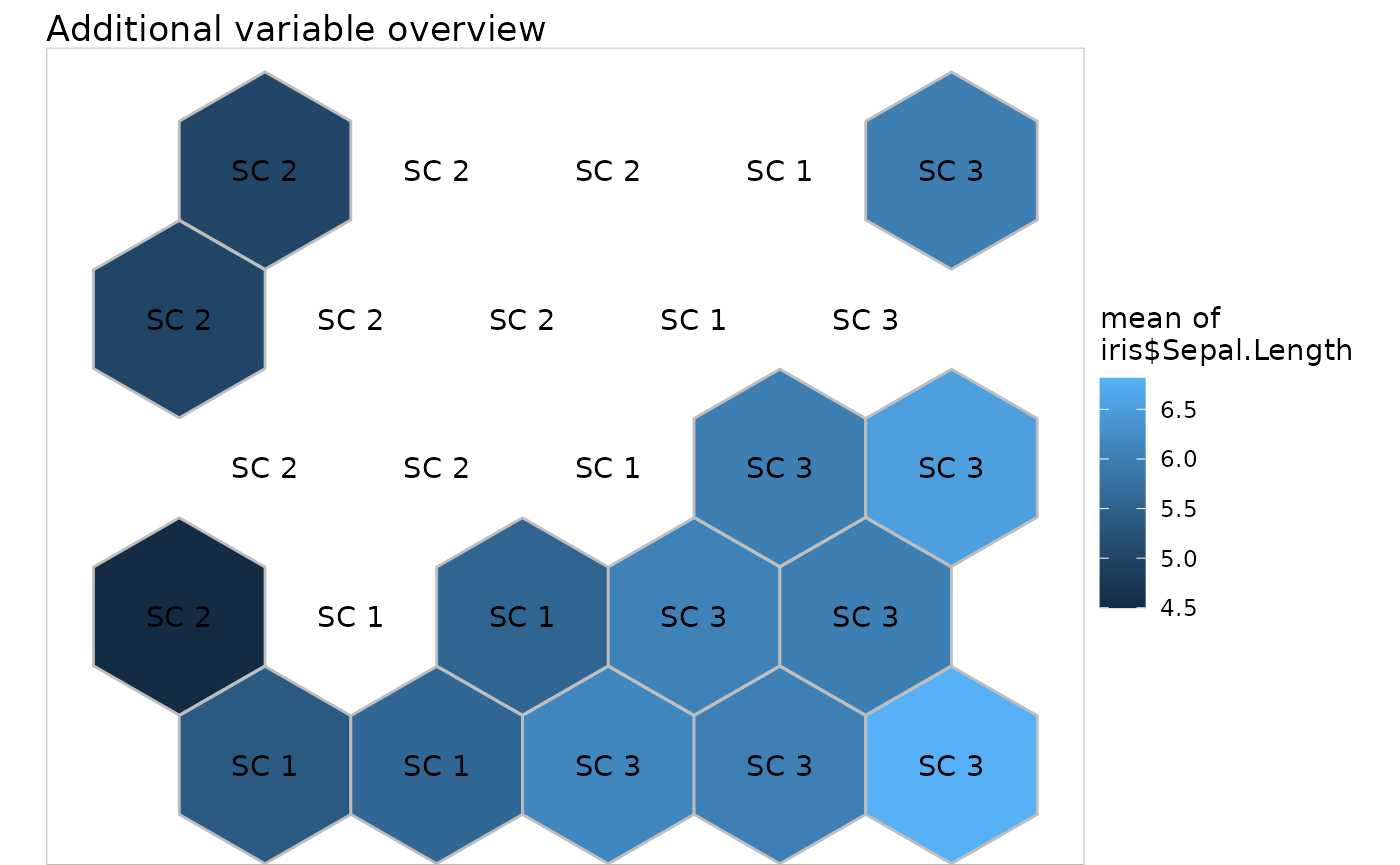 Additional variable overview
SC 2 SC 2 SC 2 SC 1 SC 3
SC 2 SC 2 SC 2 SC 1 SC 3
SC 2 SC 2 SC 1 SC 3 SC 3
SC 2 SC 1 SC 1 SC 3 SC 3
SC 1 SC 1 SC 3 SC 3 SC 3
mean of
iris$Sepal.Length
6.5
6.0
5.5
5.0
4.5